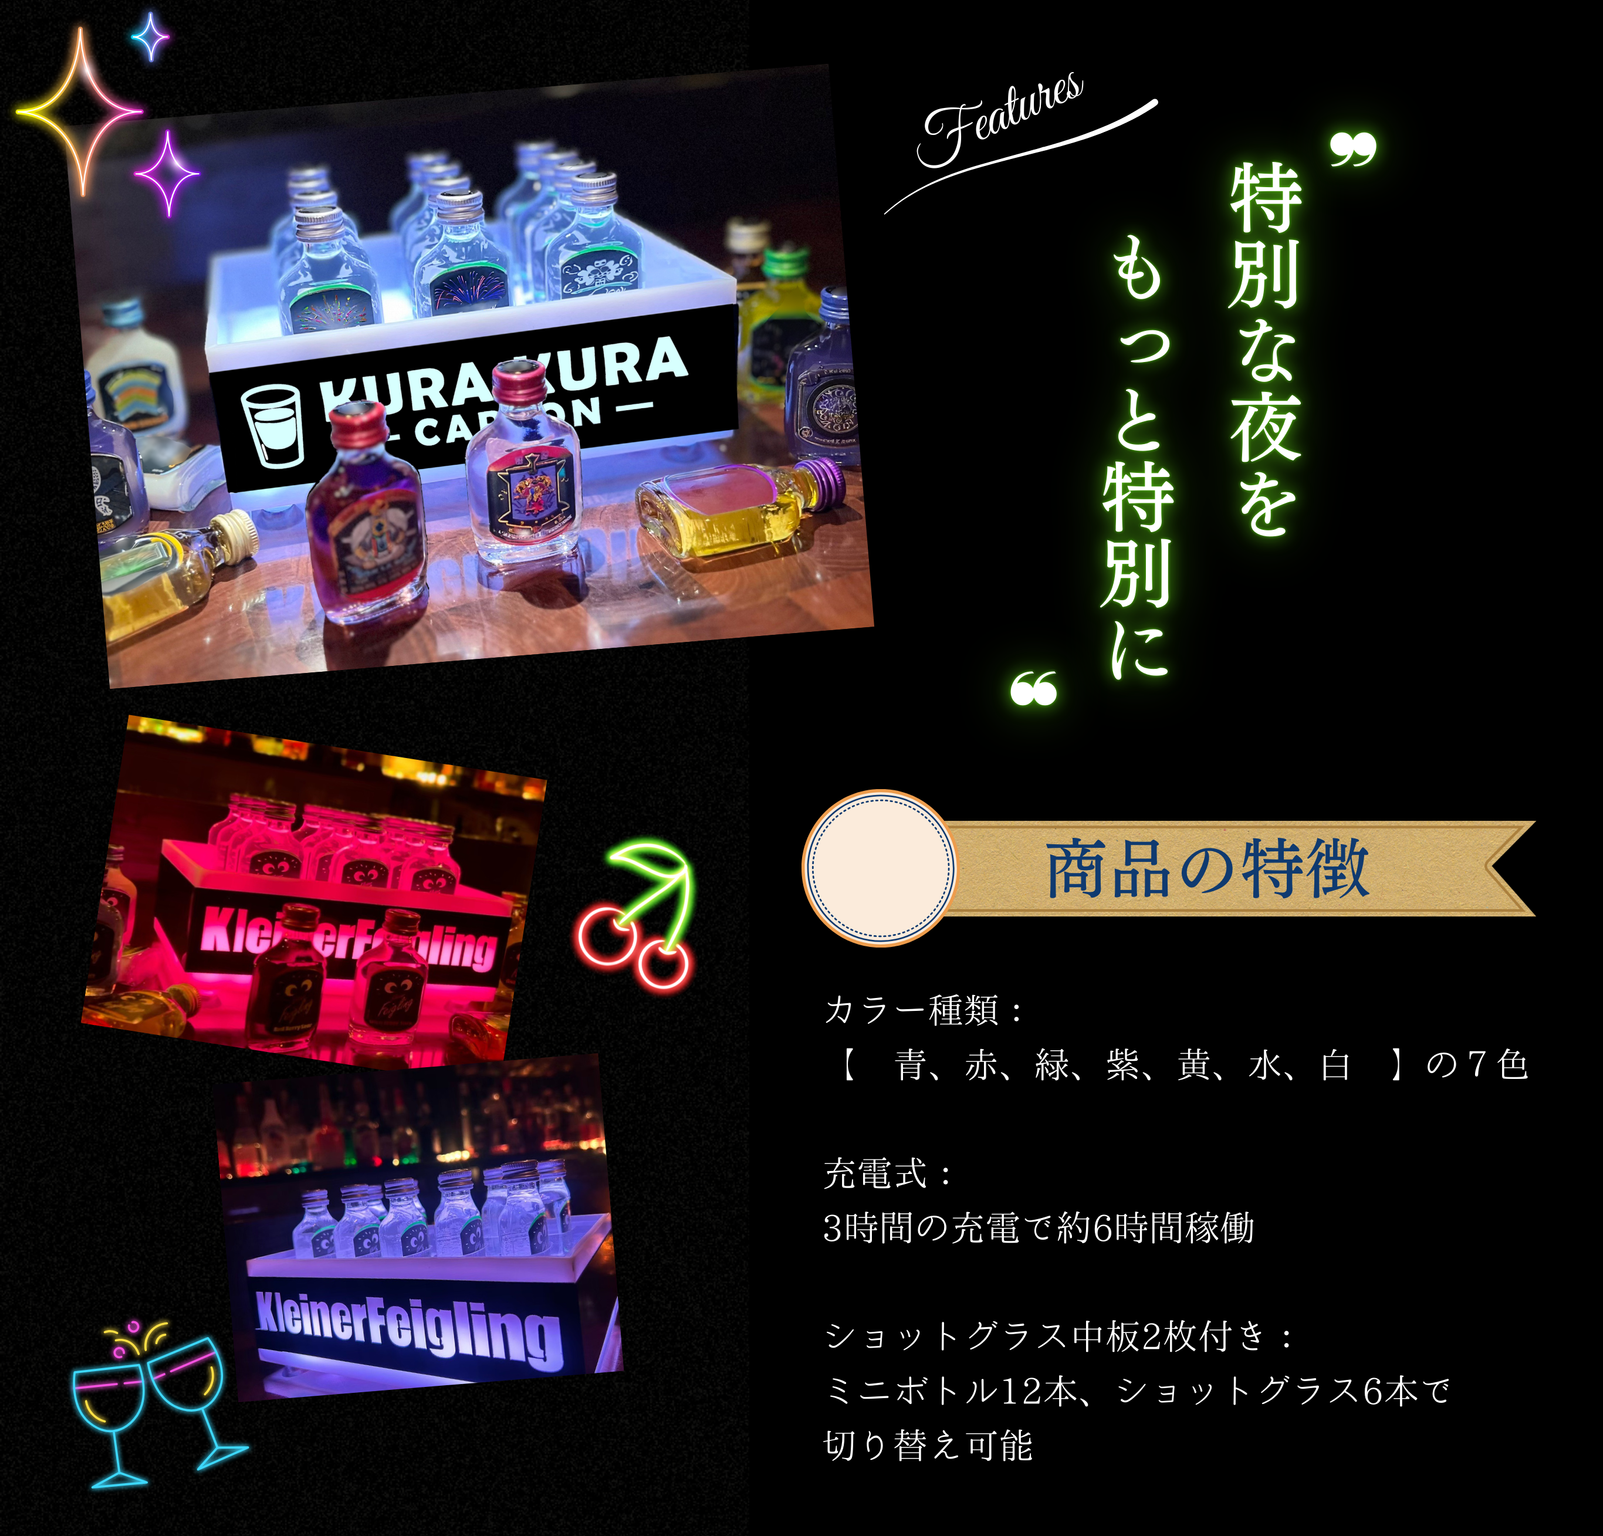 Features
特別な夜を
もっと特別に
KURA KURA
KleinerFeigling
KleinerFeigling
商品の特徴
カラー種類：
【　青、赤、緑、紫、黄、水、白　】の７色
充電式：
3時間の充電で約6時間稼働
ショットグラス中板2枚付き：
ミニボトル12本、ショットグラス6本で
切り替え可能